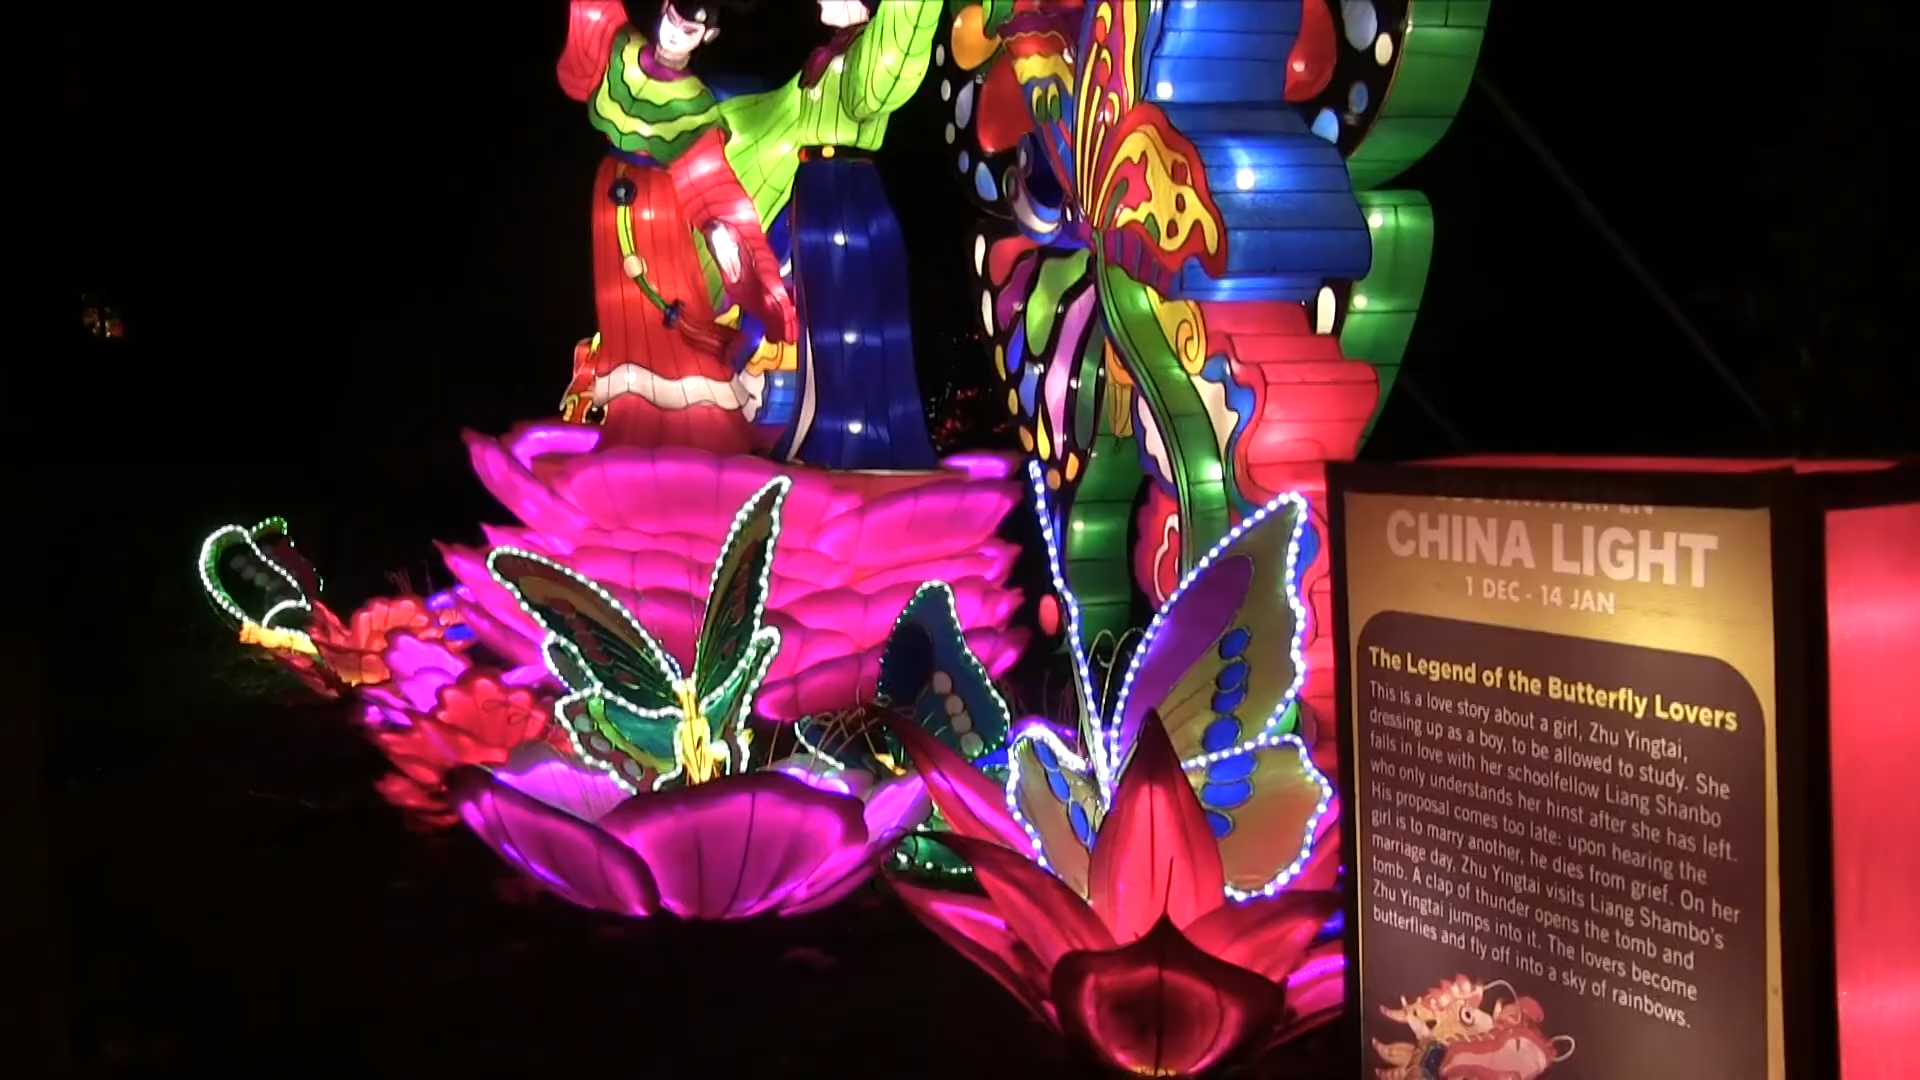 CHINA LIGHT
1 DEC - 14 JAN
The Legend of the Butterfly Lovers
This is a love story about a girl, Zhu Yingtai,
dressing up as a boy, to be allowed to study. She
falls in love with her schoolfellow Liang Shanbo
who only understands her hinst after she has left.
His proposal comes too late: upon hearing the
girl is to marry another, he dies from grief. On her
marriage day, Zhu Yingtai visits Liang Shambo's
tomb. A clap of thunder opens the tomb and
Zhu Yingtai jumps into it. The lovers become
butterflies and fly off into a sky of rainbows.